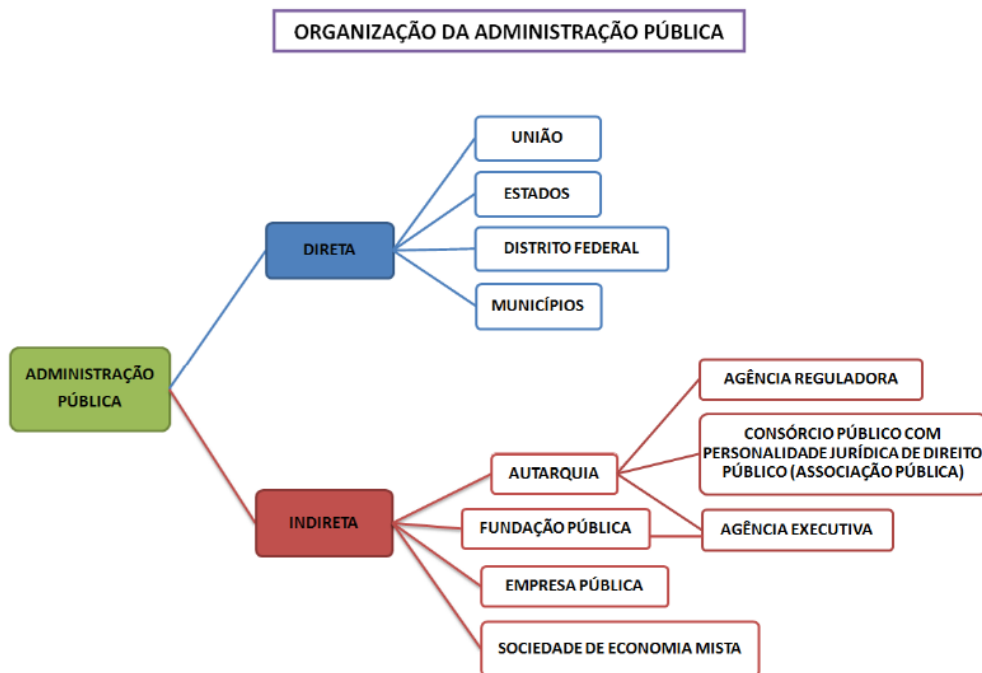 ORGANIZAÇÃO DA ADMINISTRAÇÃO PÚBLICA
UNIÃO
ESTADOS
DIRETA
DISTRITO FEDERAL
MUNICÍPIOS
ADMINISTRAÇÃO
PÚBLICA
AGÊNCIA REGULADORA
CONSÓRCIO PÚBLICO COM
PERSONALIDADE JURÍDICA DE DIREITO
PÚBLICO (ASSOCIAÇÃO PÚBLICA)
AUTARQUIA
INDIRETA
FUNDAÇÃO PÚBLICA
AGÊNCIA EXECUTIVA
EMPRESA PÚBLICA
SOCIEDADE DE ECONOMIA MISTA